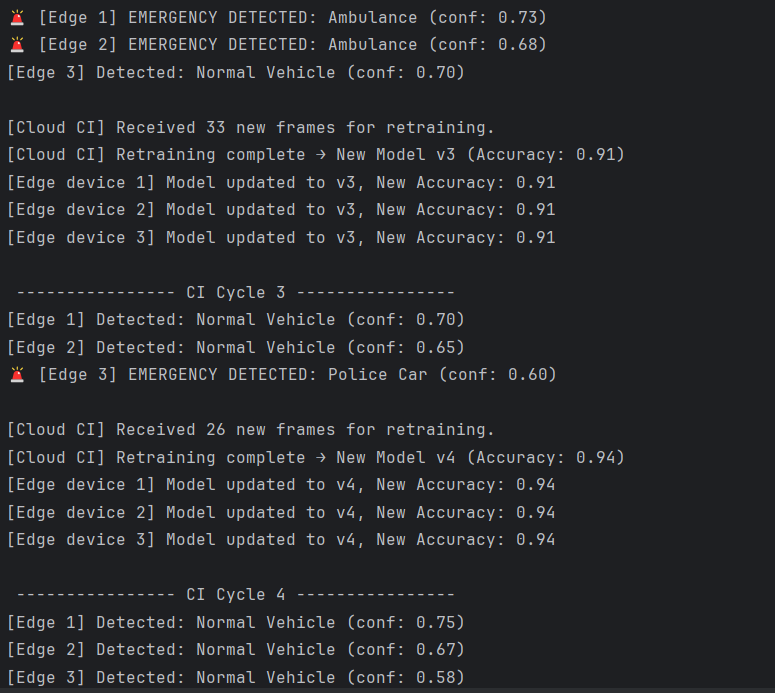 🚨 [Edge 1] EMERGENCY DETECTED: Ambulance (conf: 0.73)
🚨 [Edge 2] EMERGENCY DETECTED: Ambulance (conf: 0.68)
[Edge 3] Detected: Normal Vehicle (conf: 0.70)
[Cloud CI] Received 33 new frames for retraining.
[Cloud CI] Retraining complete → New Model v3 (Accuracy: 0.91)
[Edge device 1] Model updated to v3, New Accuracy: 0.91
[Edge device 2] Model updated to v3, New Accuracy: 0.91
[Edge device 3] Model updated to v3, New Accuracy: 0.91
---------------- CI Cycle 3 ----------------
[Edge 1] Detected: Normal Vehicle (conf: 0.70)
[Edge 2] Detected: Normal Vehicle (conf: 0.65)
🚨 [Edge 3] EMERGENCY DETECTED: Police Car (conf: 0.60)
[Cloud CI] Received 26 new frames for retraining.
[Cloud CI] Retraining complete → New Model v4 (Accuracy: 0.94)
[Edge device 1] Model updated to v4, New Accuracy: 0.94
[Edge device 2] Model updated to v4, New Accuracy: 0.94
[Edge device 3] Model updated to v4, New Accuracy: 0.94
---------------- CI Cycle 4 ----------------
[Edge 1] Detected: Normal Vehicle (conf: 0.75)
[Edge 2] Detected: Normal Vehicle (conf: 0.67)
[Edge 3] Detected: Normal Vehicle (conf: 0.58)